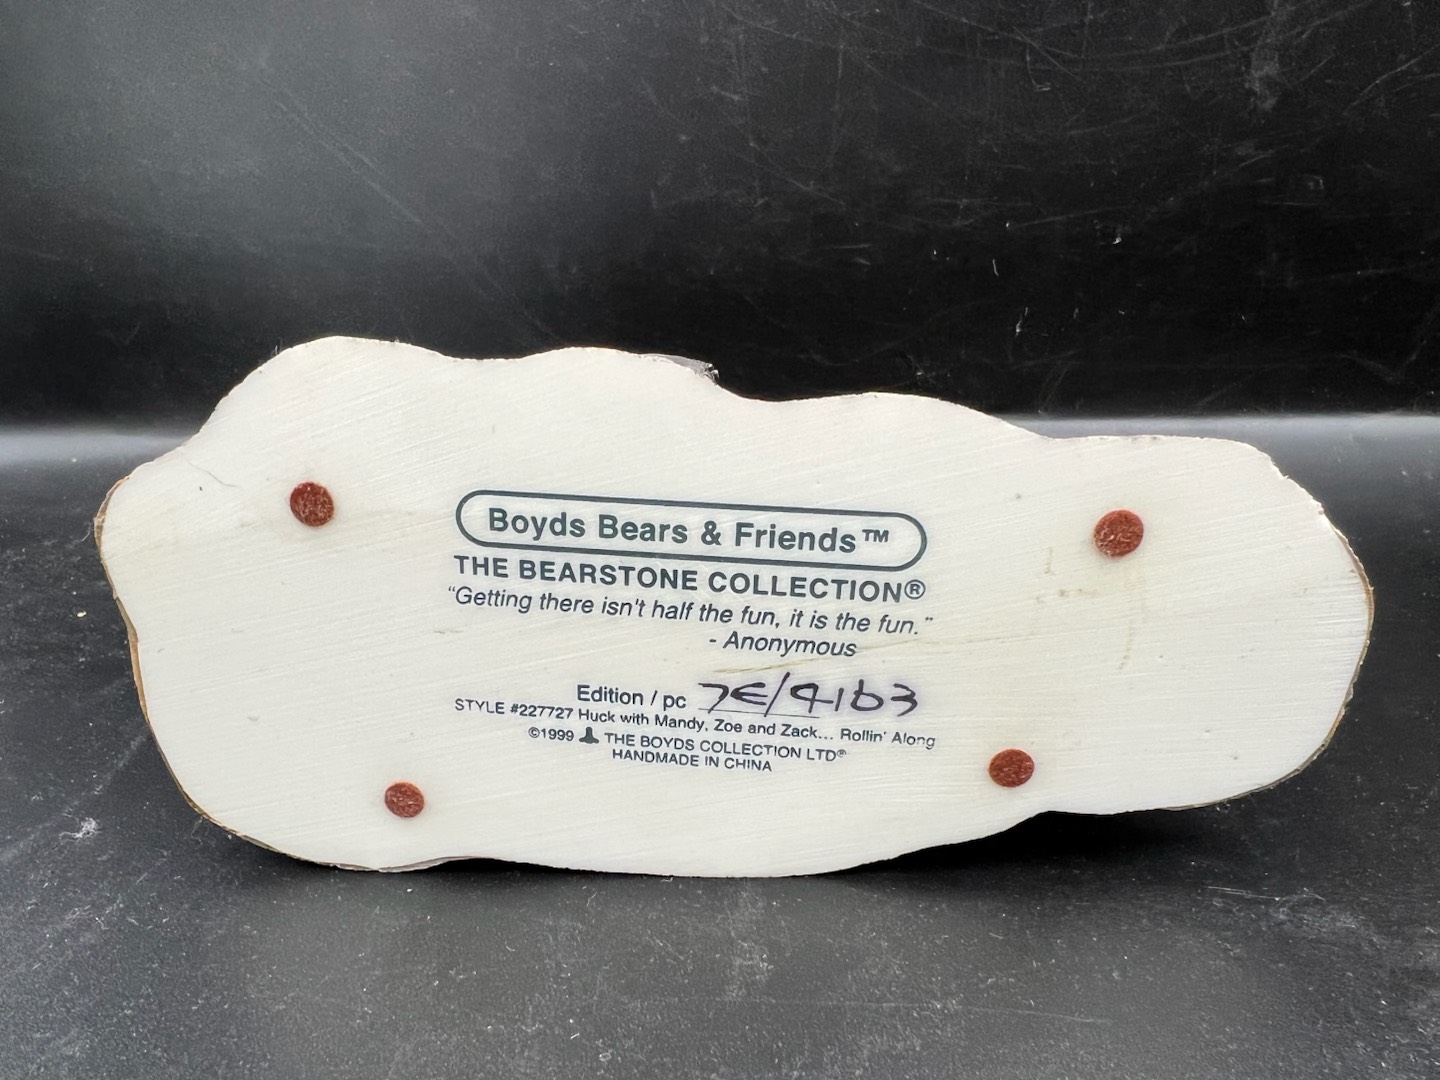 Boyds Bears & Friends™
THE BEARSTONE COLLECTION®
"Getting there isn't half the fun, it is the fun."
- Anonymous
Edition / pc 7E/4163
STYLE #227727 Huck with Mandy, Zoe and Zack... Rollin' Along
©1999 THE BOYDS COLLECTION LTD®
HANDMADE IN CHINA